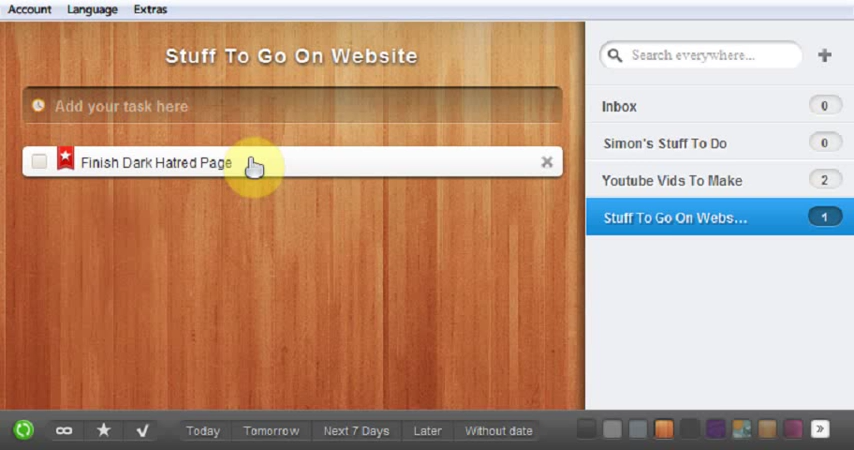 Account Language Extras
Stuff To Go On Website
Add your task here
Finish Dark Hatred Page
Search everywhere...
Inbox 0
Simon's Stuff To Do 0
Youtube Vids To Make 2
Stuff To Go On Webs... 1
Today Tomorrow Next 7 Days Later Without date